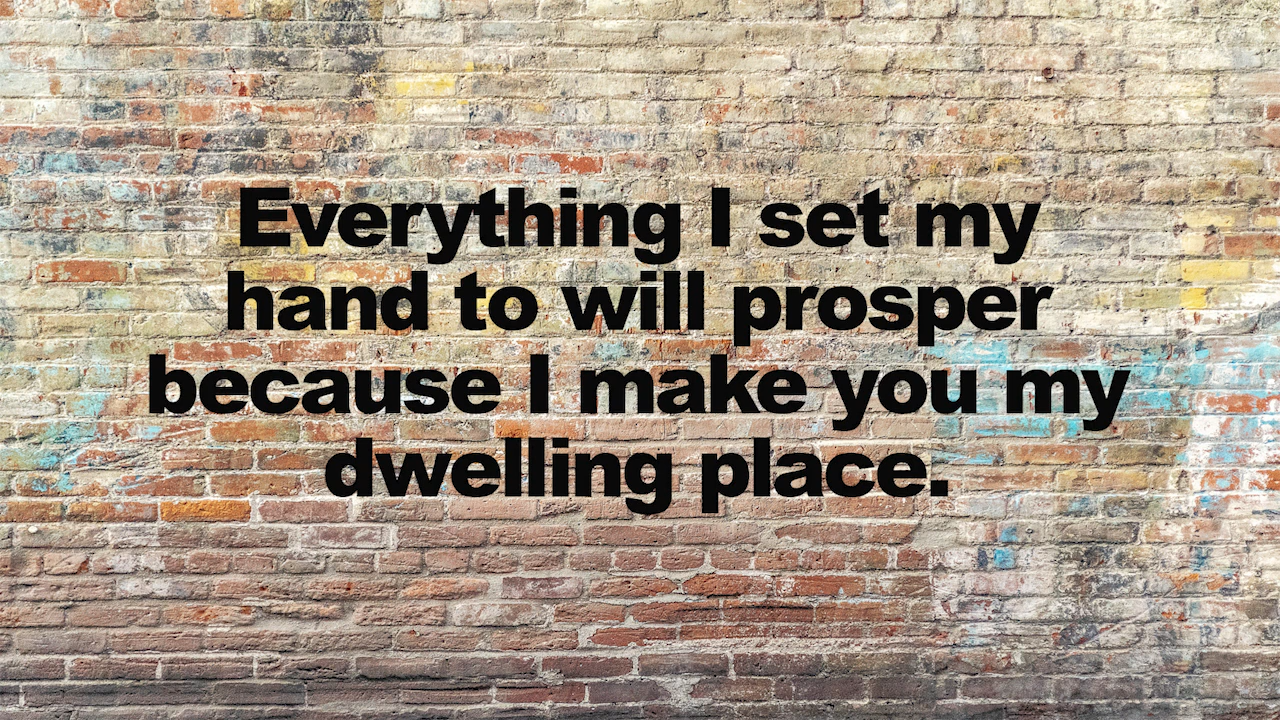 Everything I set my
hand to will prosper
because I make you my
dwelling place.